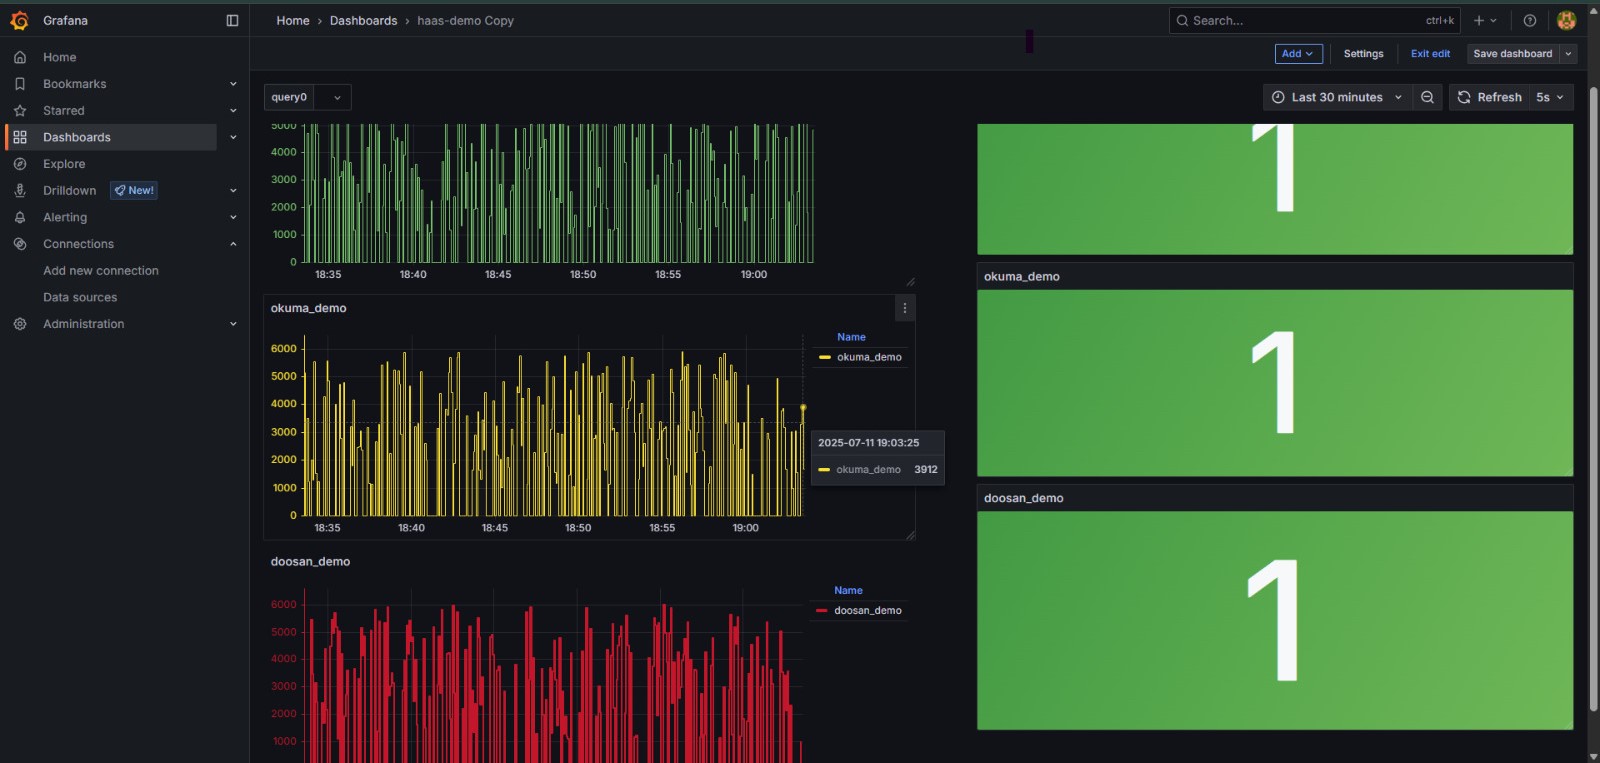 Grafana
Home › Dashboards › haas-demo Copy
Search...
ctrl+k
Add
Settings
Exit edit
Save dashboard
Home
Bookmarks
Starred
Dashboards
Explore
Drilldown
New!
Alerting
Connections
Add new connection
Data sources
Administration
query0
Last 30 minutes
Refresh
5s
5000
4000
3000
2000
1000
0
18:35 18:40 18:45 18:50 18:55 19:00
1
okuma_demo
Name
okuma_demo
6000
5000
4000
3000
2000
1000
0
18:35 18:40 18:45 18:50 18:55 19:00
2025-07-11 19:03:25
okuma_demo 3912
okuma_demo
1
doosan_demo
Name
doosan_demo
6000
5000
4000
3000
2000
1000
doosan_demo
1